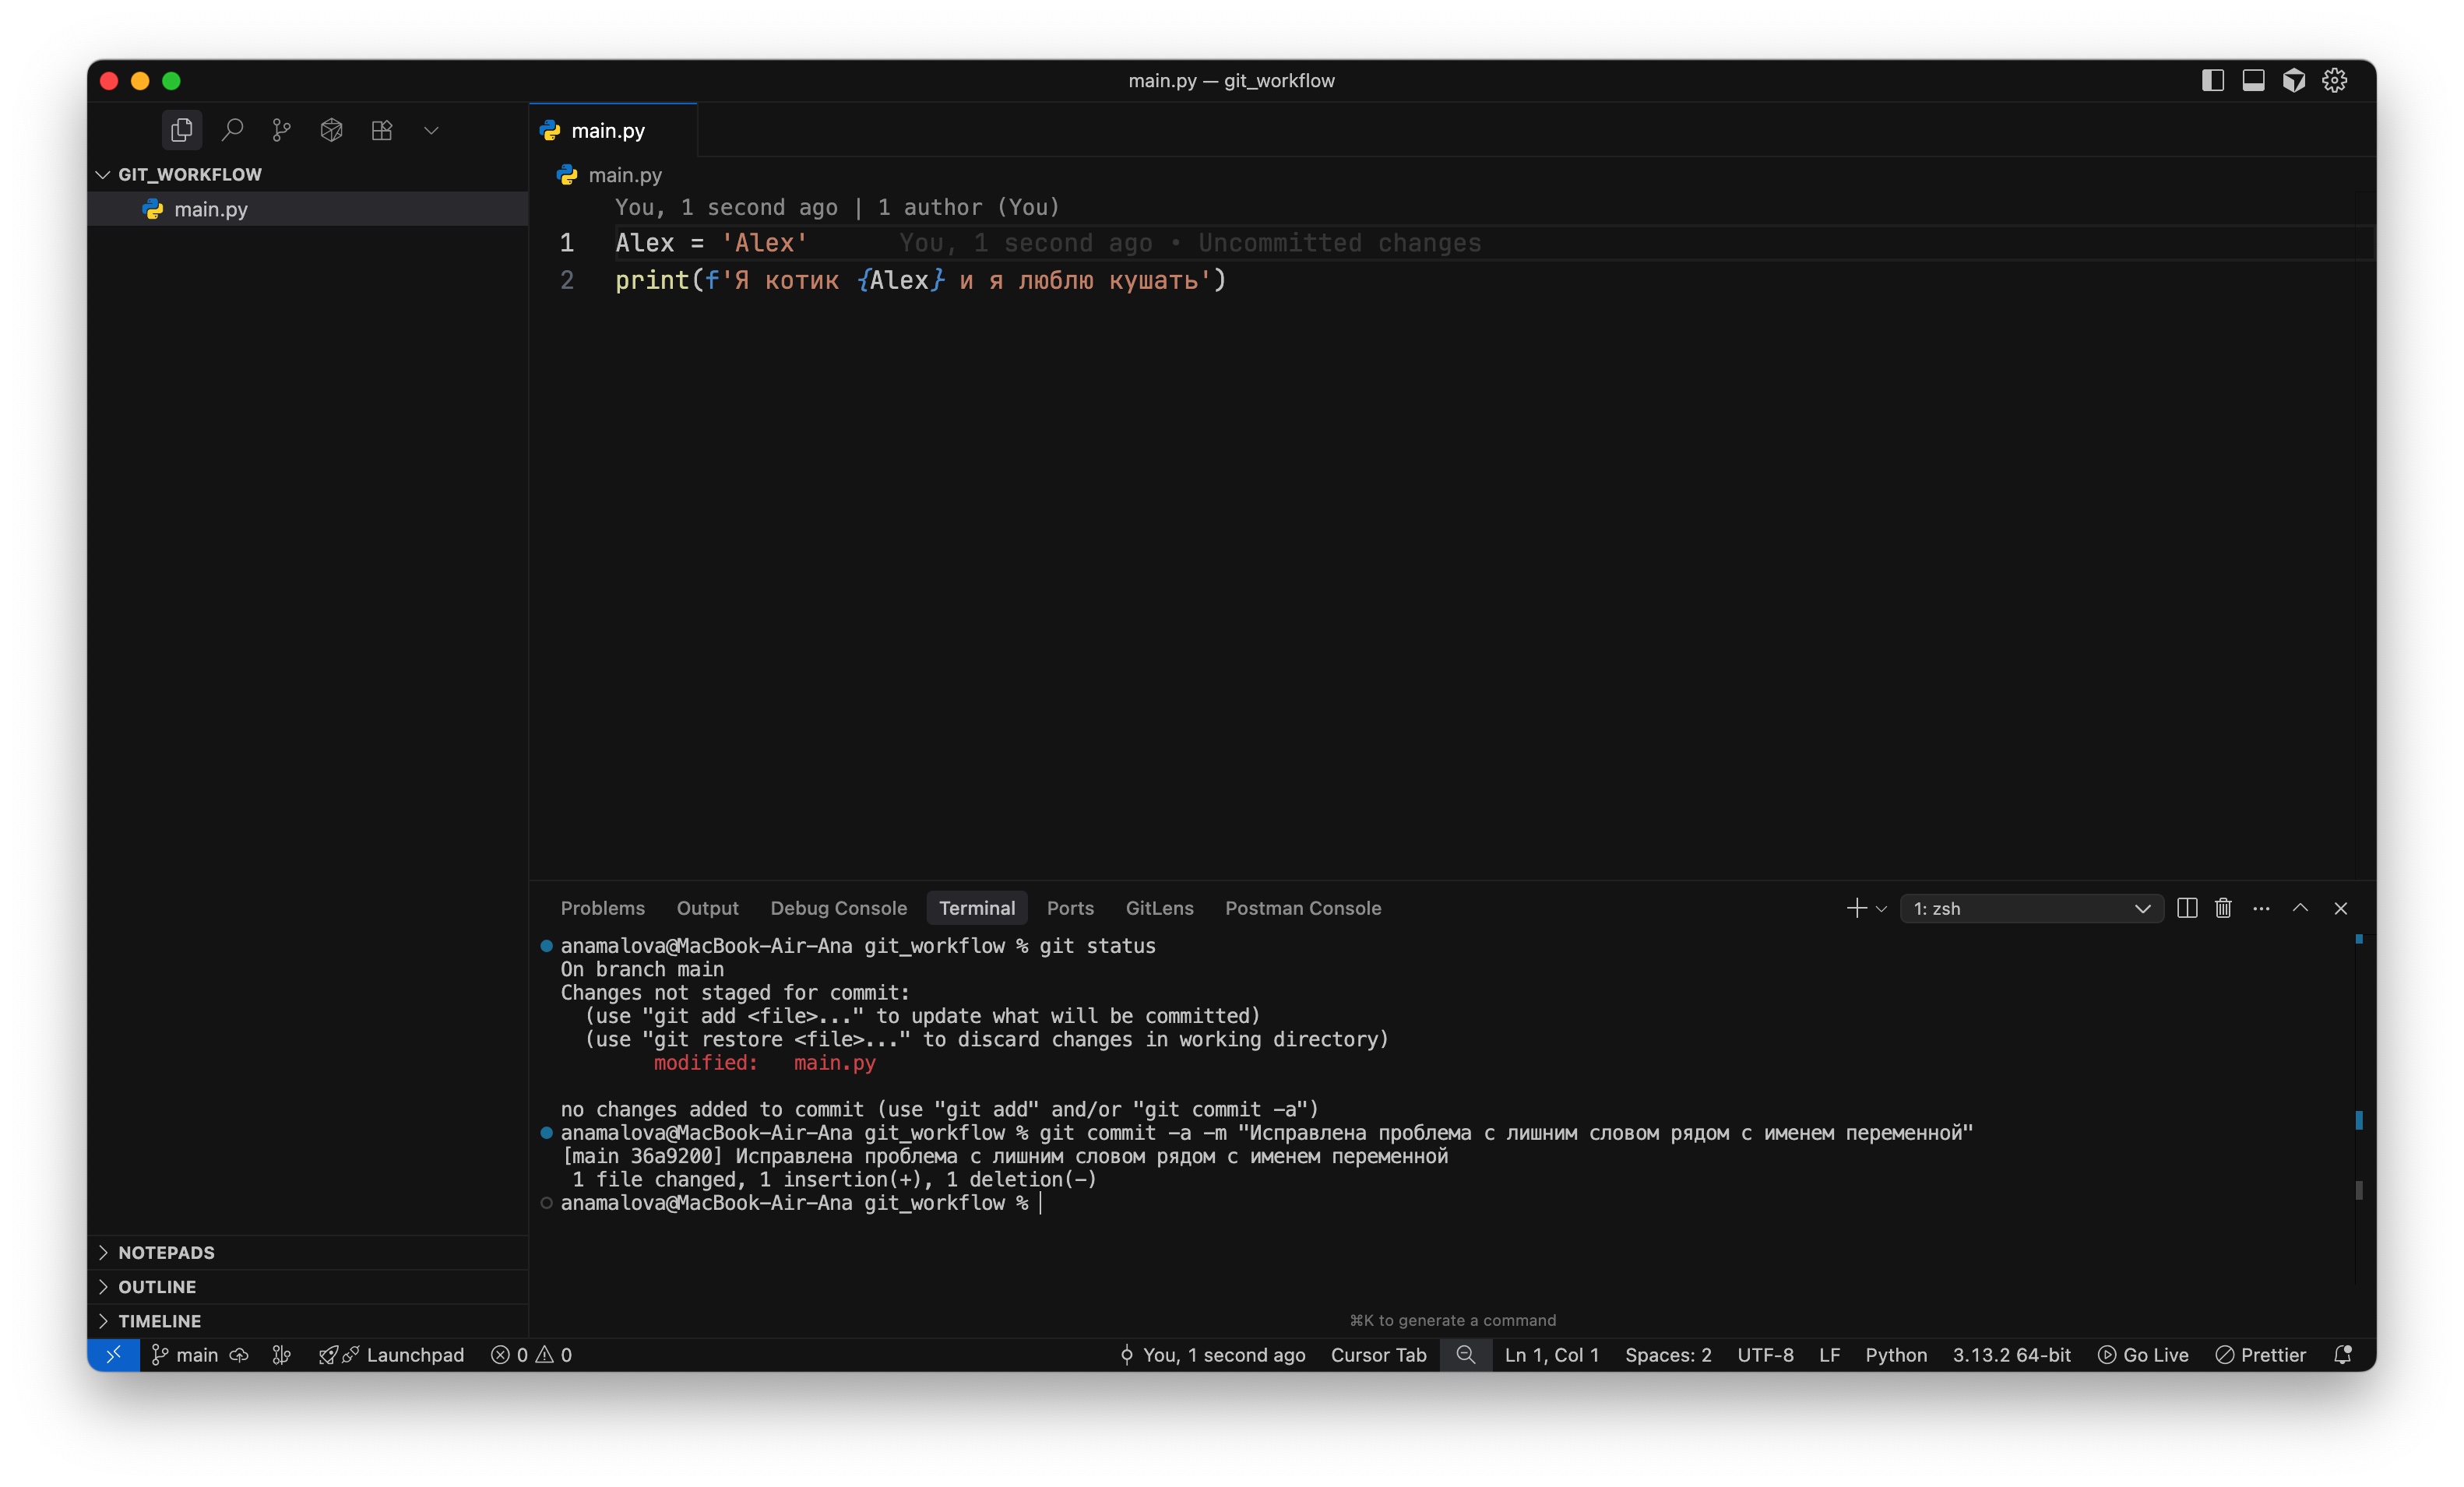 main.py — git_workflow
GIT_WORKFLOW
main.py
main.py
main.py
You, 1 second ago | 1 author (You)
1 Alex = 'Alex' You, 1 second ago • Uncommitted changes
2 print(f'Я котик {Alex} и я люблю кушать')
Problems Output Debug Console Terminal Ports GitLens Postman Console 1: zsh
anamalova@MacBook-Air-Ana git_workflow % git status
On branch main
Changes not staged for commit:
(use "git add <file>..." to update what will be committed)
(use "git restore <file>..." to discard changes in working directory)
modified: main.py
no changes added to commit (use "git add" and/or "git commit -a")
anamalova@MacBook-Air-Ana git_workflow % git commit -a -m "Исправлена проблема с лишним словом рядом с именем переменной"
[main 36a9200] Исправлена проблема с лишним словом рядом с именем переменной
1 file changed, 1 insertion(+), 1 deletion(-)
anamalova@MacBook-Air-Ana git_workflow %
NOTEPADS
OUTLINE
TIMELINE
⌘K to generate a command
main Launchpad 0 0 You, 1 second ago Cursor Tab Ln 1, Col 1 Spaces: 2 UTF-8 LF Python 3.13.2 64-bit Go Live Prettier